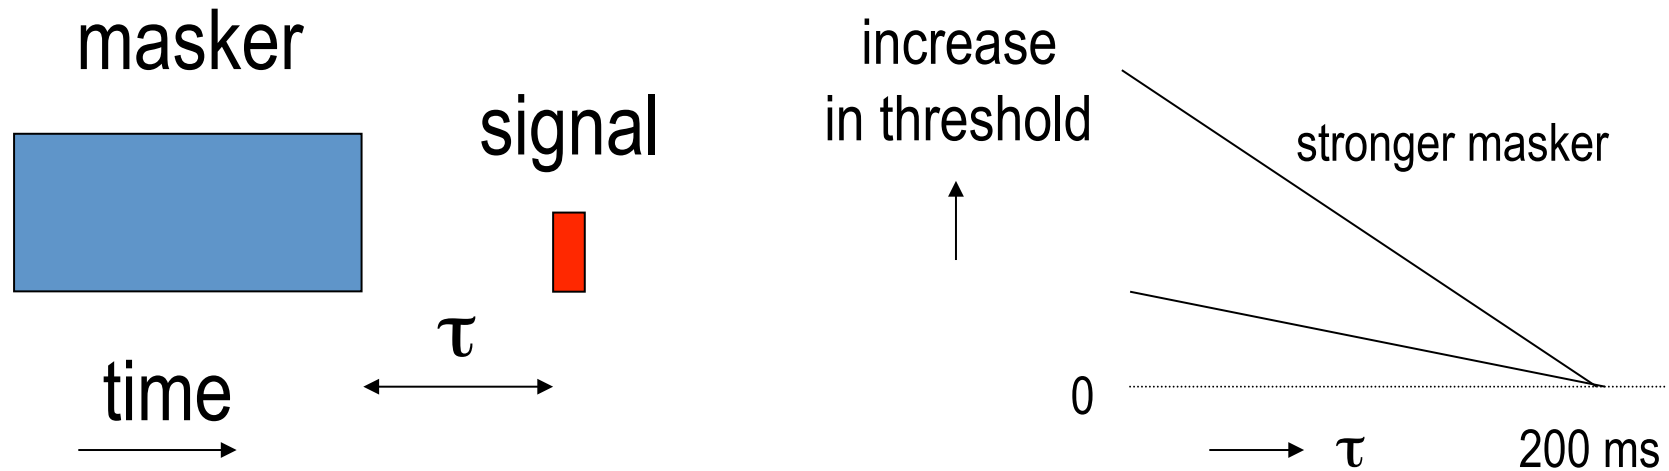 masker
signal
τ
time
increase
in threshold
stronger masker
0
τ
200 ms